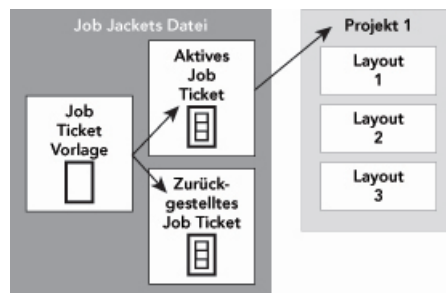 Job Jackets Datei
Job
Ticket
Vorlage
Aktives
Job
Ticket
Zurück-
gestelltes
Job Ticket
Projekt 1
Layout
1
Layout
2
Layout
3